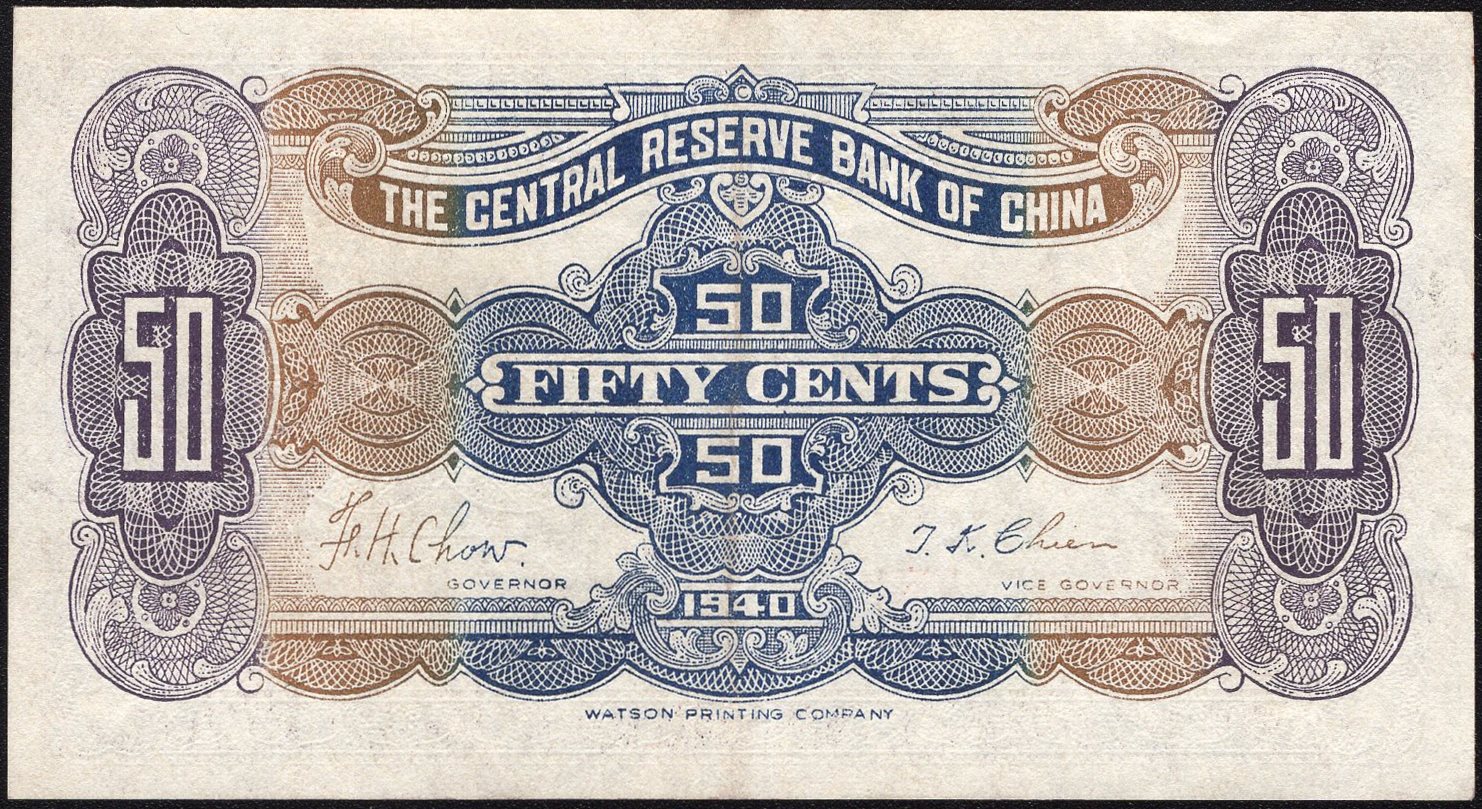 THE CENTRAL RESERVE BANK OF CHINA
50
50
50
FIFTY CENTS
50
F. H. Chow.
T. K. Chien
GOVERNOR
VICE GOVERNOR
1940
WATSON PRINTING COMPANY